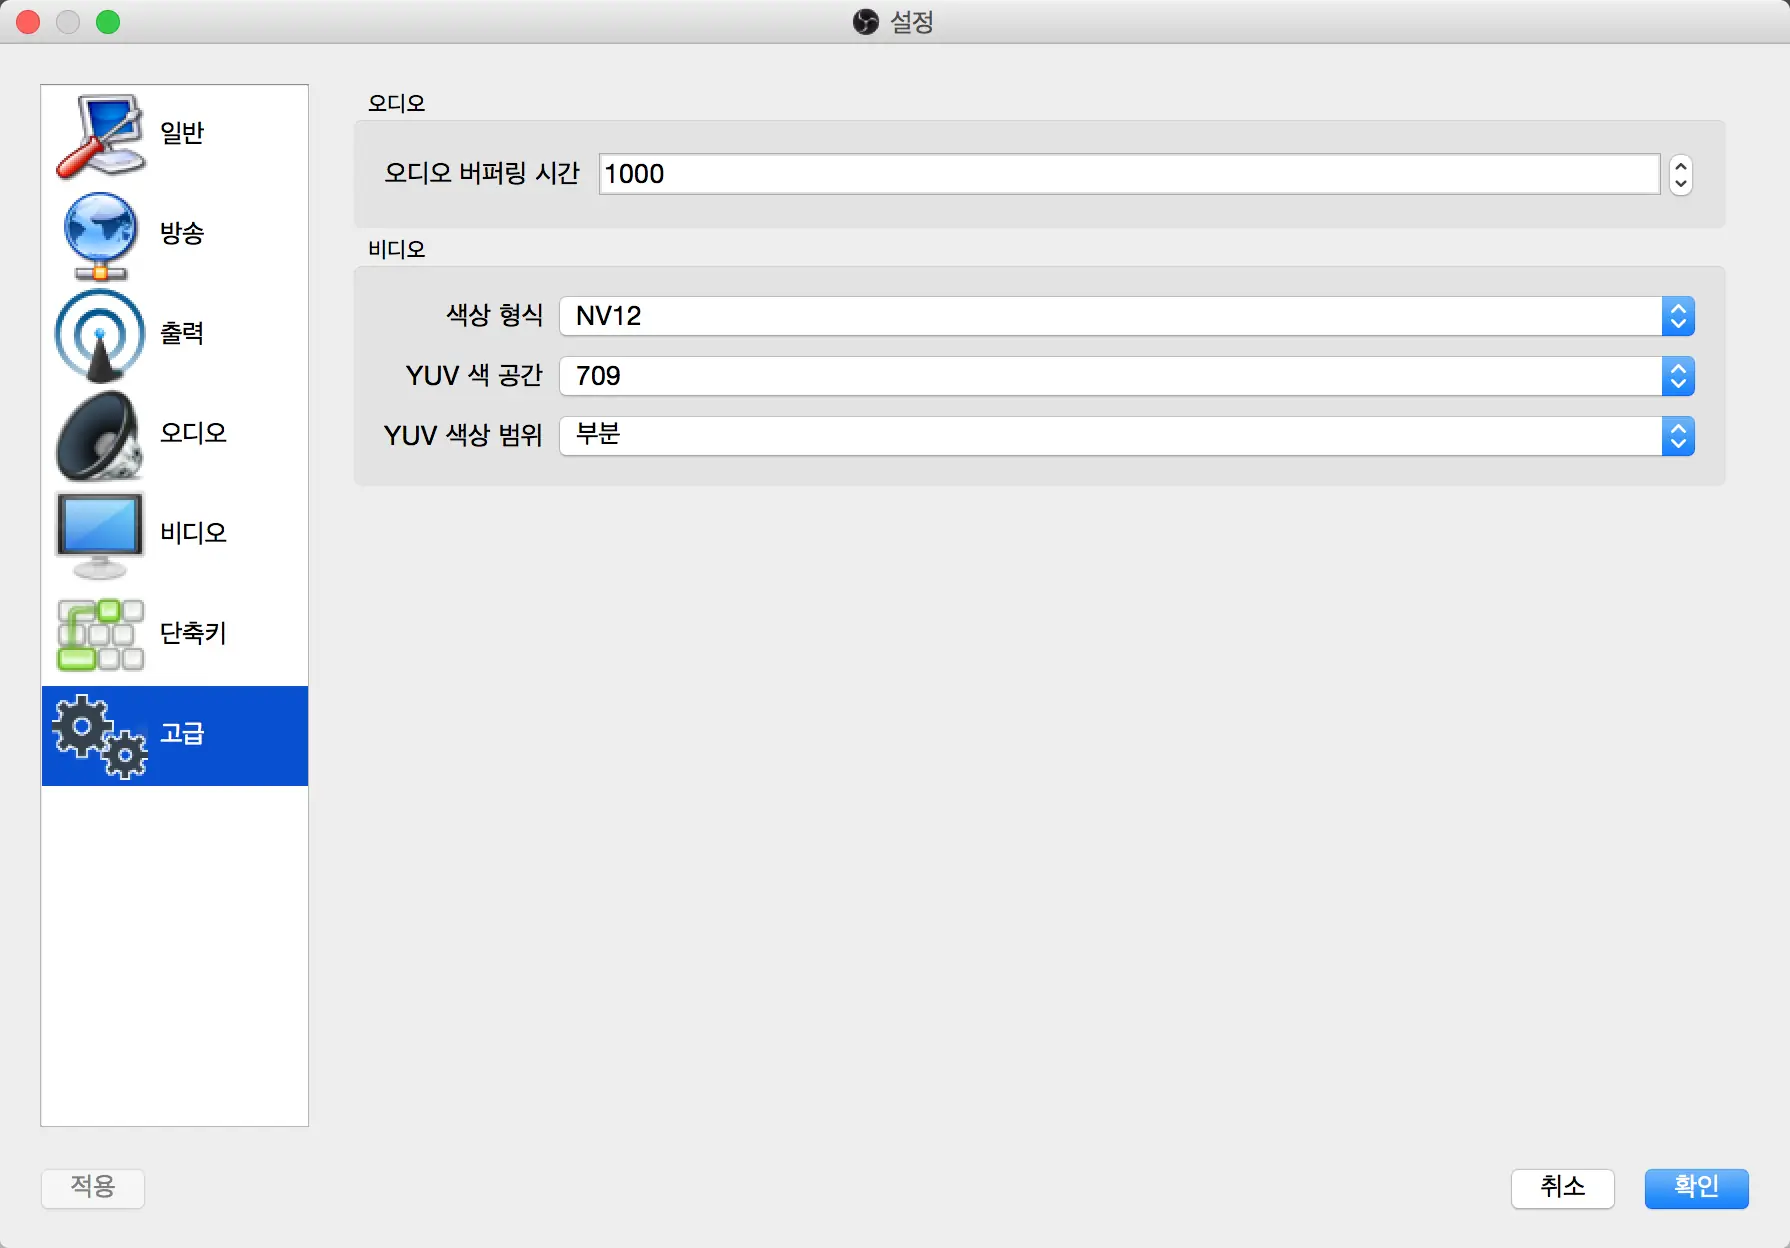 설정
일반
방송
출력
오디오
비디오
단축키
고급
오디오
오디오 버퍼링 시간 1000
비디오
색상 형식 NV12
YUV 색 공간 709
YUV 색상 범위 부분
적용
취소
확인